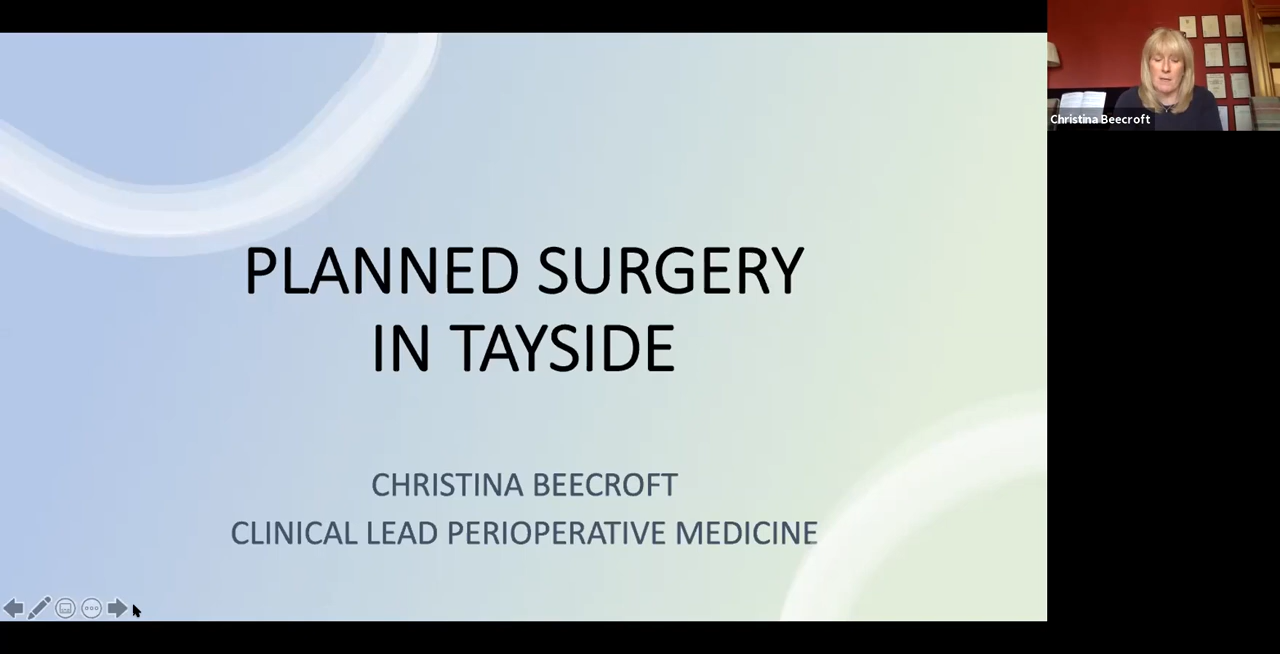 PLANNED SURGERY
IN TAYSIDE
CHRISTINA BEECROFT
CLINICAL LEAD PERIOPERATIVE MEDICINE
Christina Beecroft